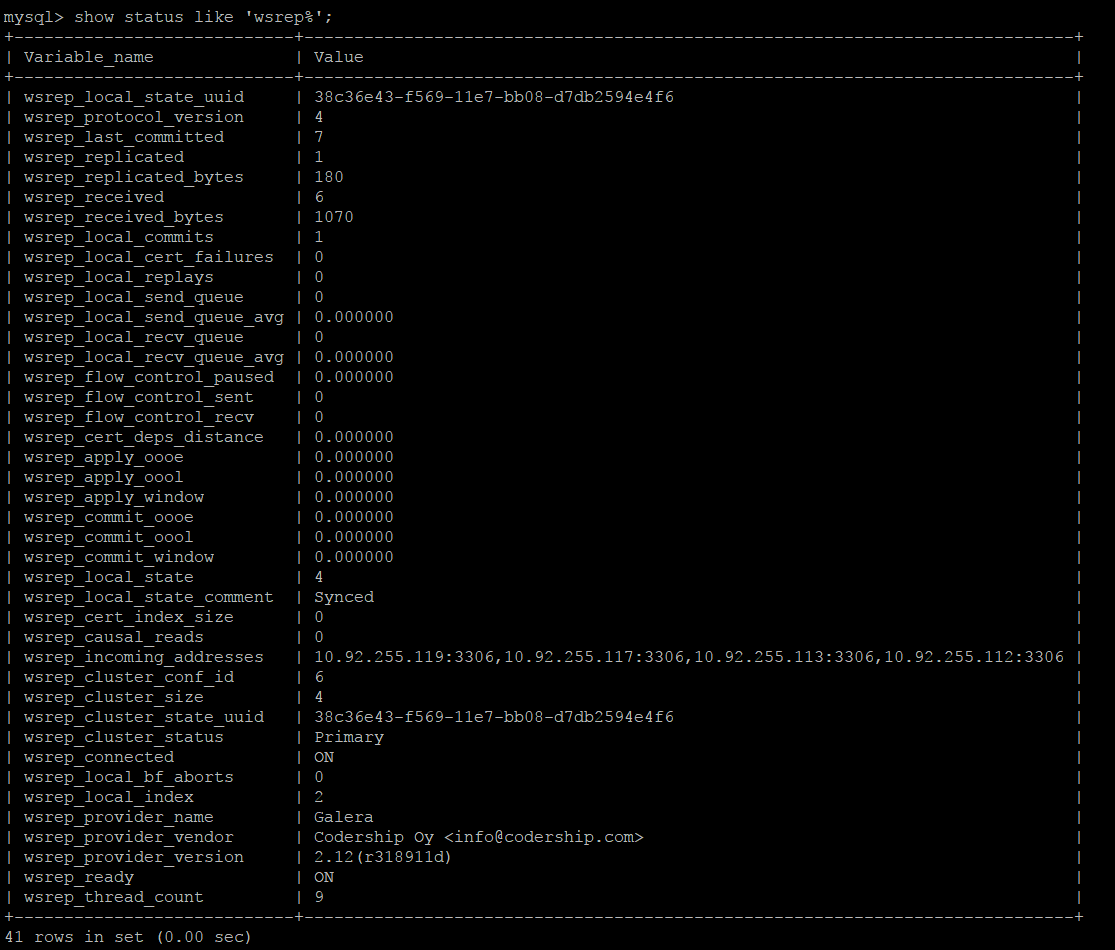 mysql> show status like 'wsrep%';
+----------------------------+-----------------------------------------------------------------------------+
| Variable_name              | Value                                                                       |
+----------------------------+-----------------------------------------------------------------------------+
| wsrep_local_state_uuid     | 38c36e43-f569-11e7-bb08-d7db2594e4f6                                        |
| wsrep_protocol_version     | 4                                                                           |
| wsrep_last_committed       | 7                                                                           |
| wsrep_replicated           | 1                                                                           |
| wsrep_replicated_bytes     | 180                                                                         |
| wsrep_received             | 6                                                                           |
| wsrep_received_bytes       | 1070                                                                        |
| wsrep_local_commits        | 1                                                                           |
| wsrep_local_cert_failures  | 0                                                                           |
| wsrep_local_replays        | 0                                                                           |
| wsrep_local_send_queue     | 0                                                                           |
| wsrep_local_send_queue_avg | 0.000000                                                                    |
| wsrep_local_recv_queue     | 0                                                                           |
| wsrep_local_recv_queue_avg | 0.000000                                                                    |
| wsrep_flow_control_paused  | 0.000000                                                                    |
| wsrep_flow_control_sent    | 0                                                                           |
| wsrep_flow_control_recv    | 0                                                                           |
| wsrep_cert_deps_distance   | 0.000000                                                                    |
| wsrep_apply_oooe           | 0.000000                                                                    |
| wsrep_apply_oool           | 0.000000                                                                    |
| wsrep_apply_window         | 0.000000                                                                    |
| wsrep_commit_oooe          | 0.000000                                                                    |
| wsrep_commit_oool          | 0.000000                                                                    |
| wsrep_commit_window        | 0.000000                                                                    |
| wsrep_local_state          | 4                                                                           |
| wsrep_local_state_comment  | Synced                                                                      |
| wsrep_cert_index_size      | 0                                                                           |
| wsrep_causal_reads         | 0                                                                           |
| wsrep_incoming_addresses   | 10.92.255.119:3306,10.92.255.117:3306,10.92.255.113:3306,10.92.255.112:3306 |
| wsrep_cluster_conf_id      | 6                                                                           |
| wsrep_cluster_size         | 4                                                                           |
| wsrep_cluster_state_uuid   | 38c36e43-f569-11e7-bb08-d7db2594e4f6                                        |
| wsrep_cluster_status       | Primary                                                                     |
| wsrep_connected            | ON                                                                          |
| wsrep_local_bf_aborts      | 0                                                                           |
| wsrep_local_index          | 2                                                                           |
| wsrep_provider_name        | Galera                                                                      |
| wsrep_provider_vendor      | Codership Oy <info@codership.com>                                           |
| wsrep_provider_version     | 2.12(r318911d)                                                              |
| wsrep_ready                | ON                                                                          |
| wsrep_thread_count         | 9                                                                           |
+----------------------------+-----------------------------------------------------------------------------+
41 rows in set (0.00 sec)